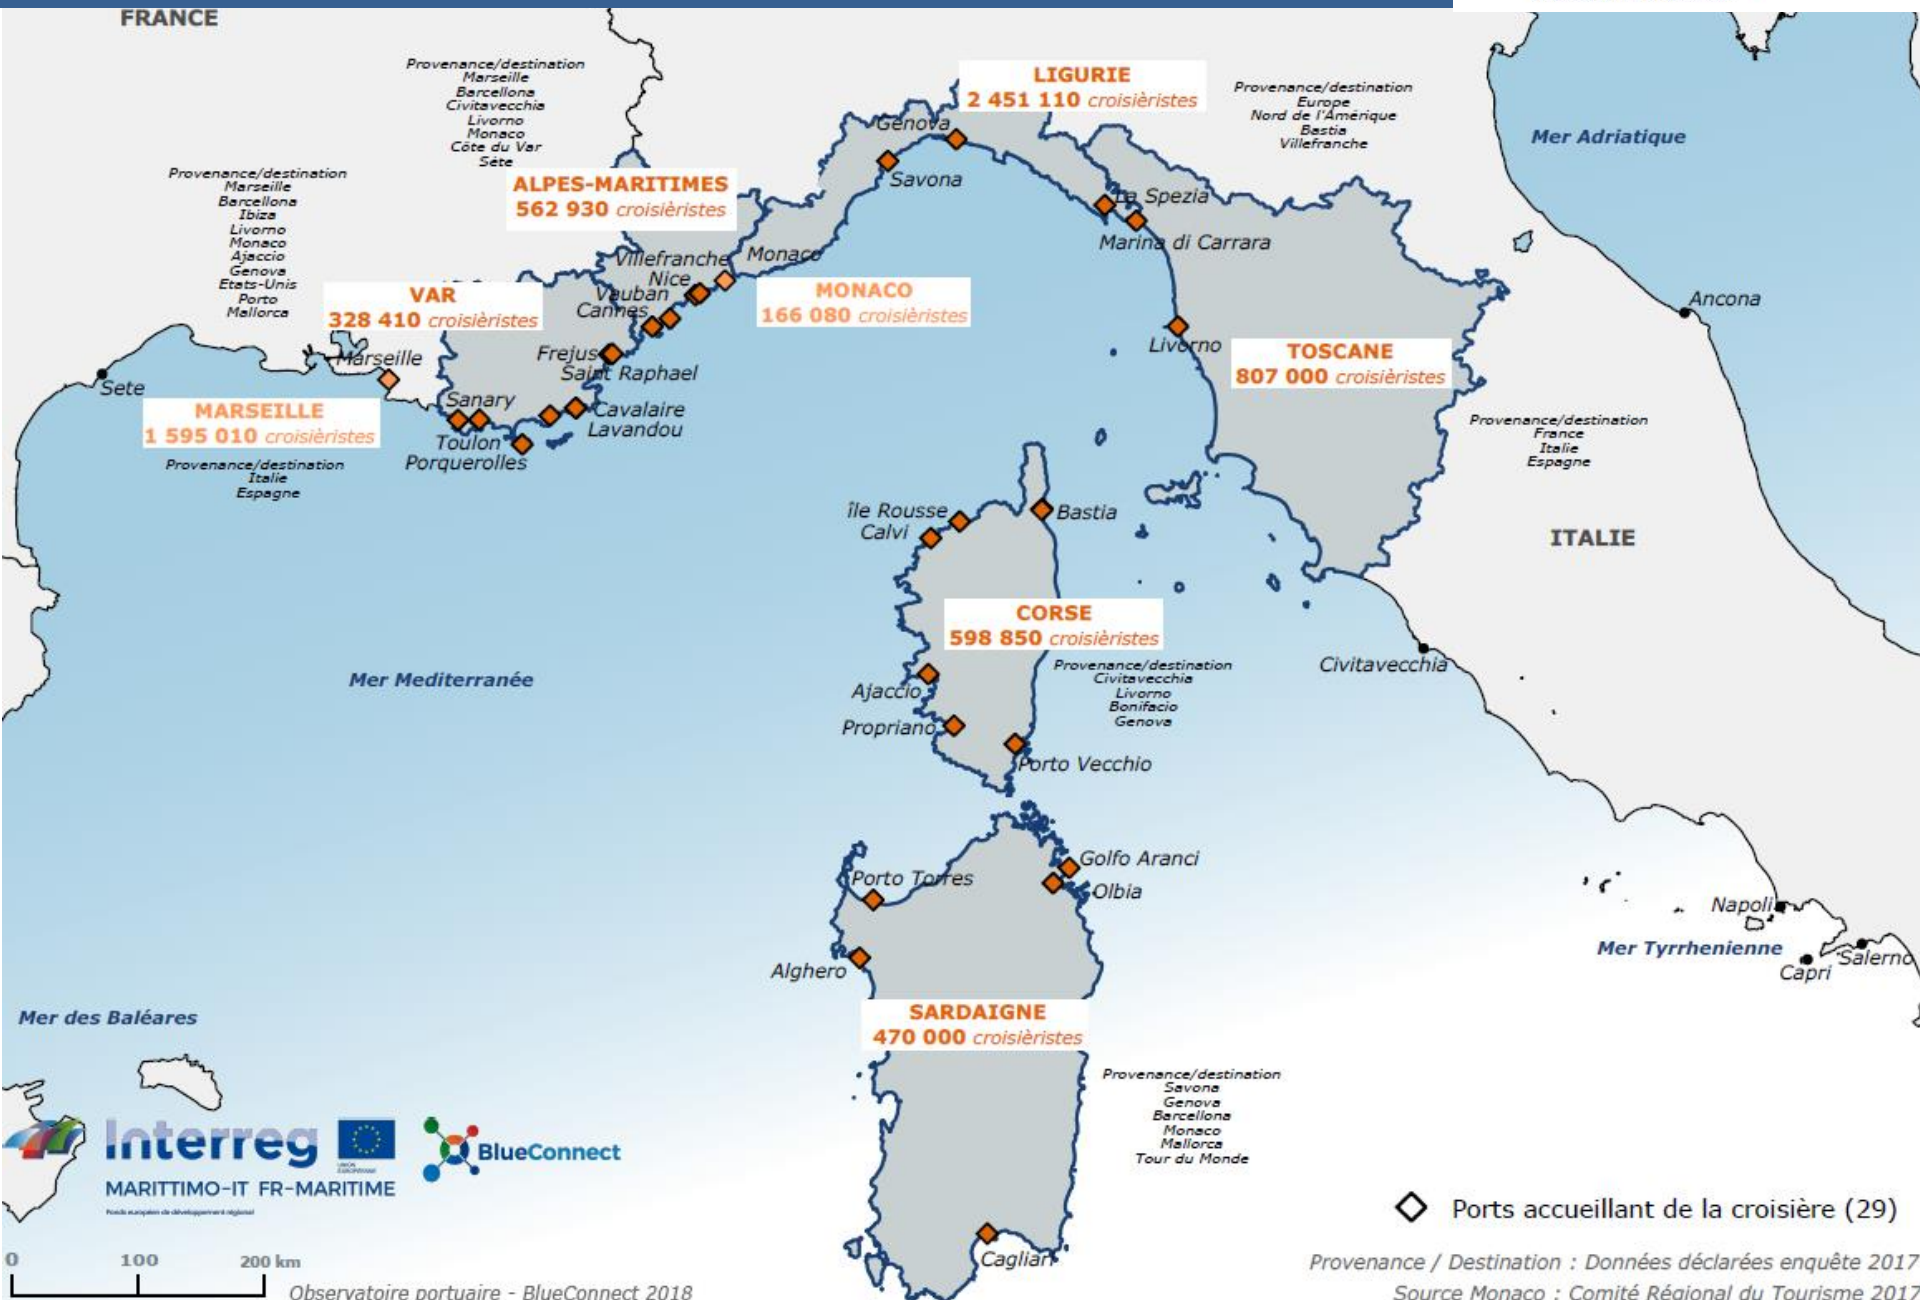 FRANCE
Provenance/destination
Marseille
Barcellona
Civitavecchia
Livorno
Monaco
Côte du Var
Sète
LIGURIE
2 451 110 croisièristes
Provenance/destination
Europe
Nord de l'Amérique
Bastia
Villefranche
Mer Adriatique
Genova
Savona
La Spezia
Marina di Carrara
Provenance/destination
Marseille
Barcellona
Ibiza
Livorno
Monaco
Ajaccio
Genova
Etats-Unis
Porto
Mallorca
ALPES-MARITIMES
562 930 croisièristes
Villefranche
Monaco
Nice
Vauban
Cannes
VAR
328 410 croisièristes
MONACO
166 080 croisièristes
Ancona
Livorno
TOSCANE
807 000 croisièristes
Marseille
Frejus
Saint Raphael
Sete
MARSEILLE
1 595 010 croisièristes
Sanary
Cavalaire
Lavandou
Toulon
Porquerolles
Provenance/destination
Italie
Espagne
Provenance/destination
France
Italie
Espagne
île Rousse
Calvi
Bastia
ITALIE
CORSE
598 850 croisièristes
Provenance/destination
Civitavecchia
Livorno
Bonifacio
Genova
Civitavecchia
Mer Mediterranée
Ajaccio
Propriano
Porto Vecchio
Golfo Aranci
Olbia
Porto Torres
Alghero
Napoli
Mer Tyrrhenienne
Salerno
Capri
SARDAIGNE
470 000 croisièristes
Mer des Baléares
Provenance/destination
Savona
Genova
Barcellona
Monaco
Mallorca
Tour du Monde
Interreg
UNION EUROPÉENNE
BlueConnect
MARITTIMO-IT FR-MARITIME
Fonds européen de développement régional
Cagliari
Ports accueillant de la croisière (29)
0 100 200 km
Observatoire portuaire - BlueConnect 2018
Provenance / Destination : Données déclarées enquête 2017
Source Monaco : Comité Régional du Tourisme 2017